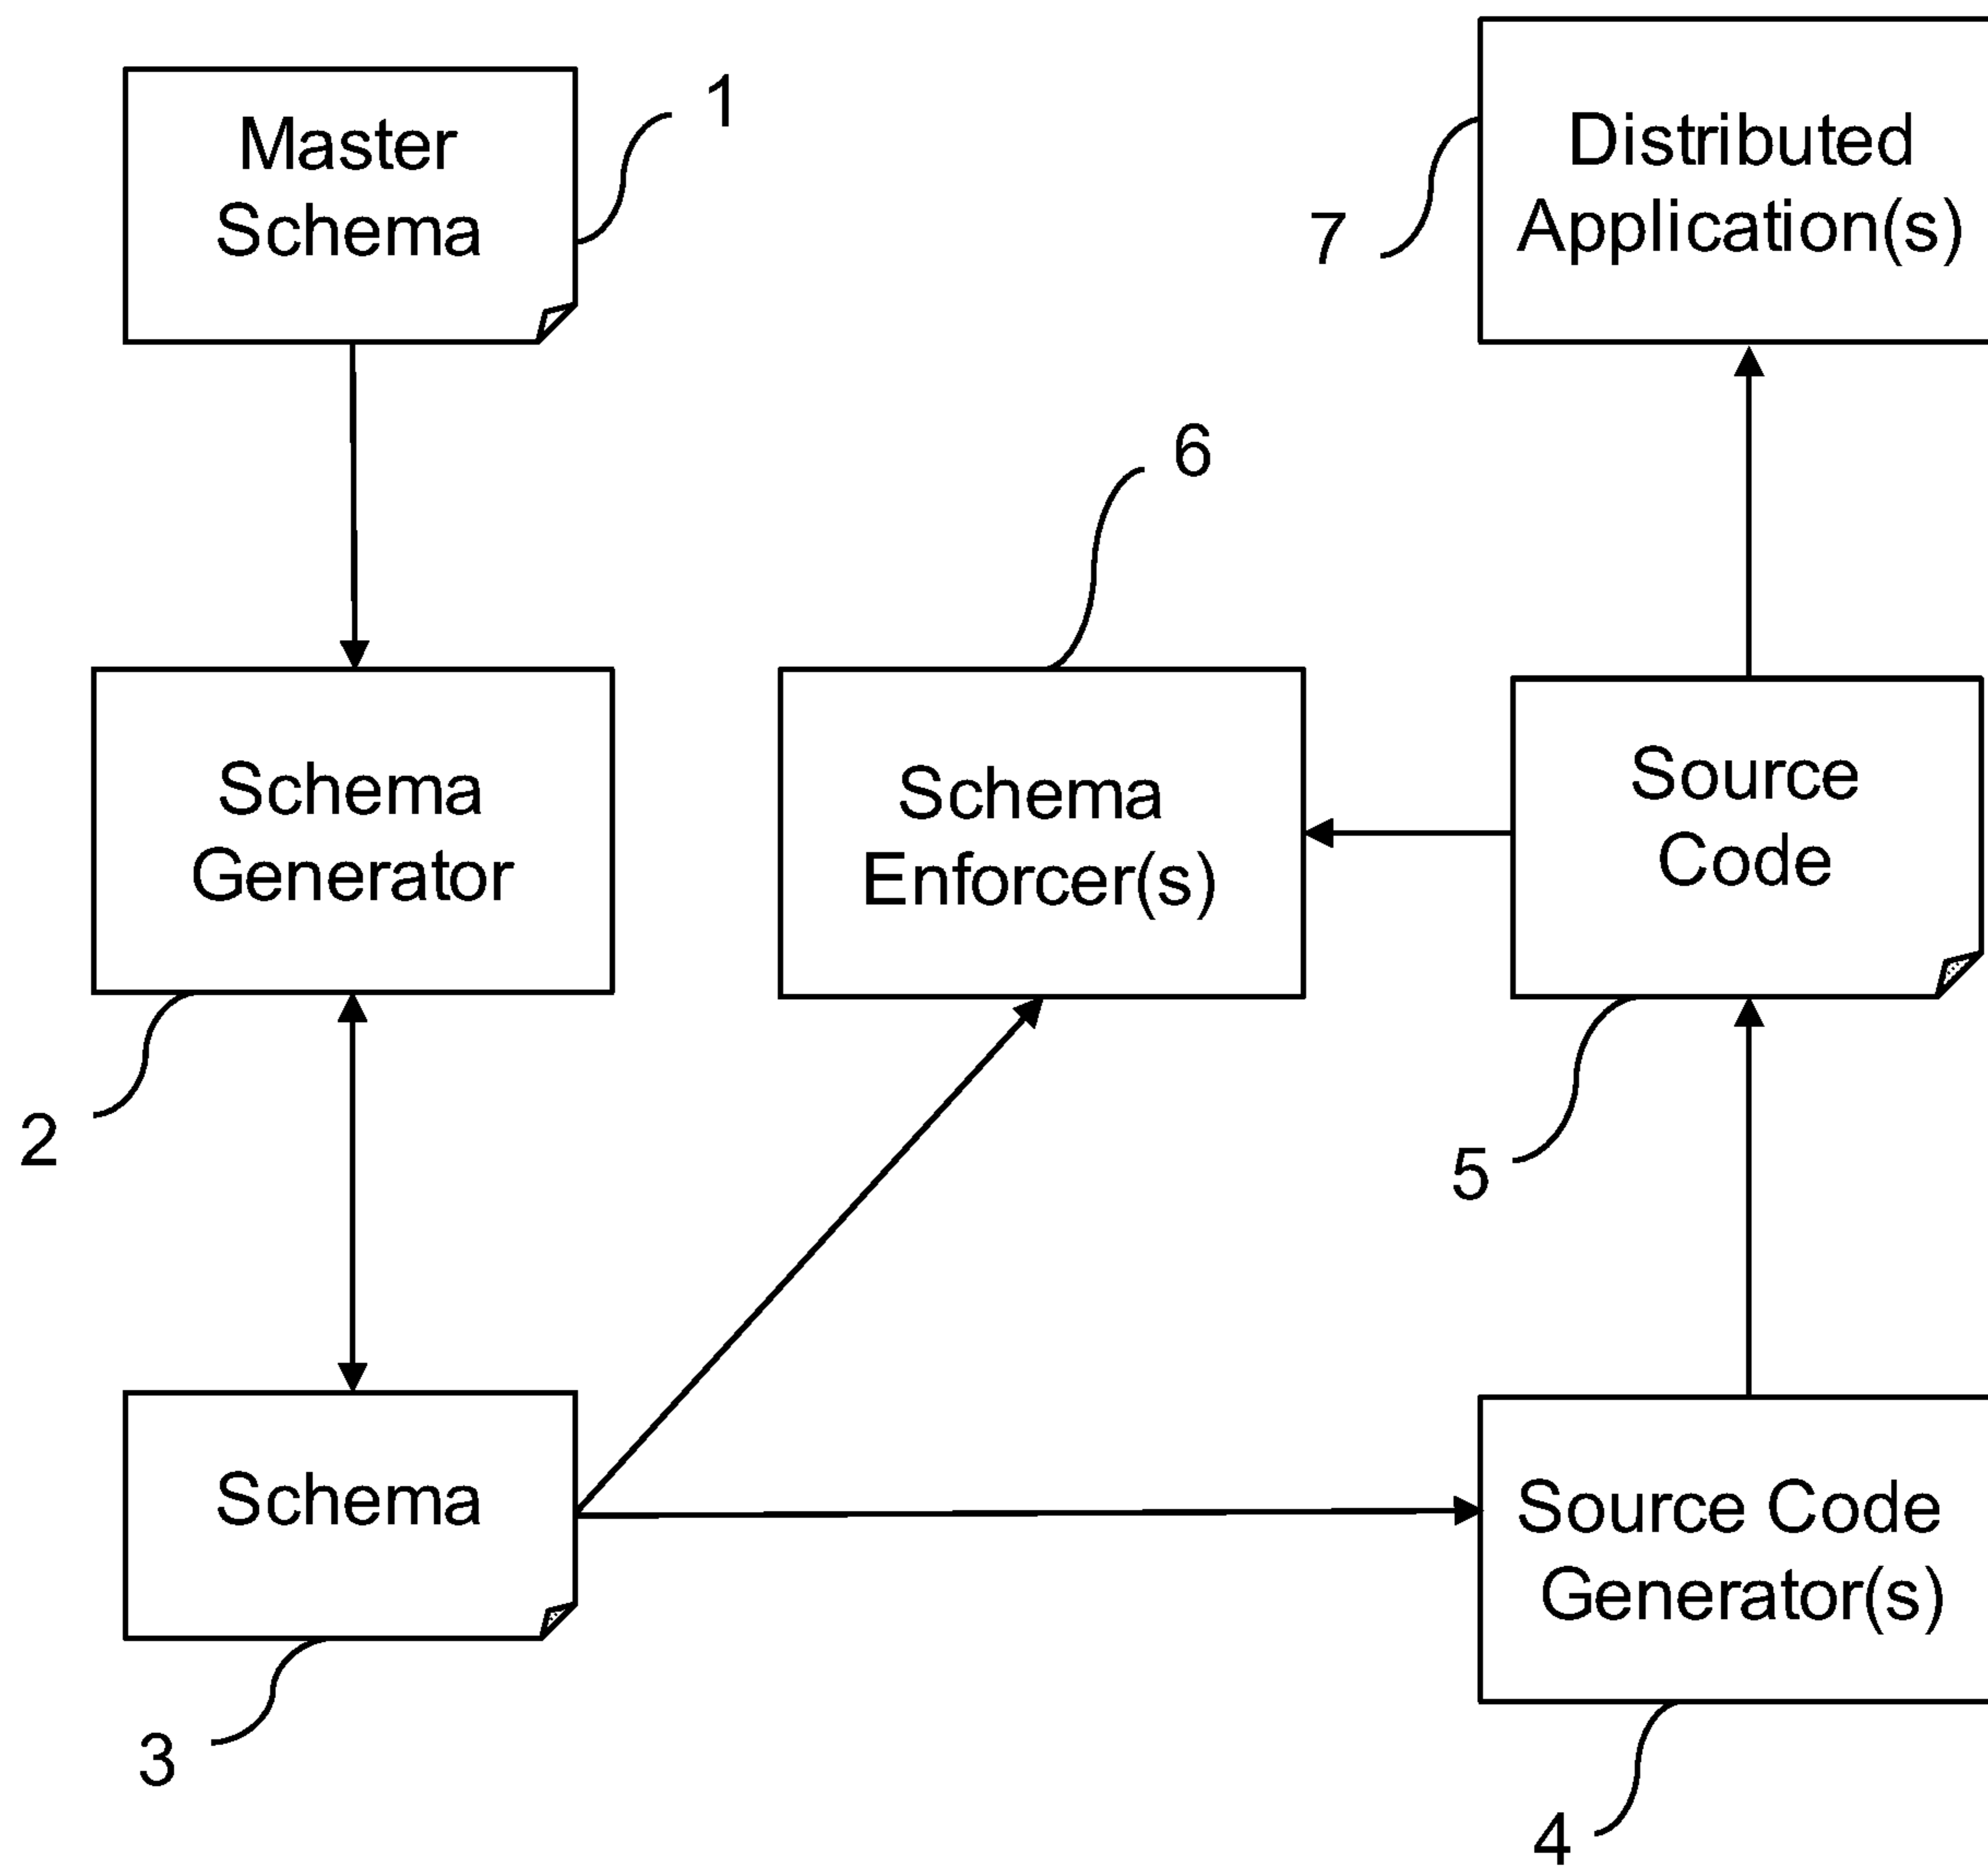 Master
Schema
1
Distributed
Application(s)
7
6
Schema
Generator
2
Schema
Enforcer(s)
Source
Code
5
Schema
3
Source Code
Generator(s)
4